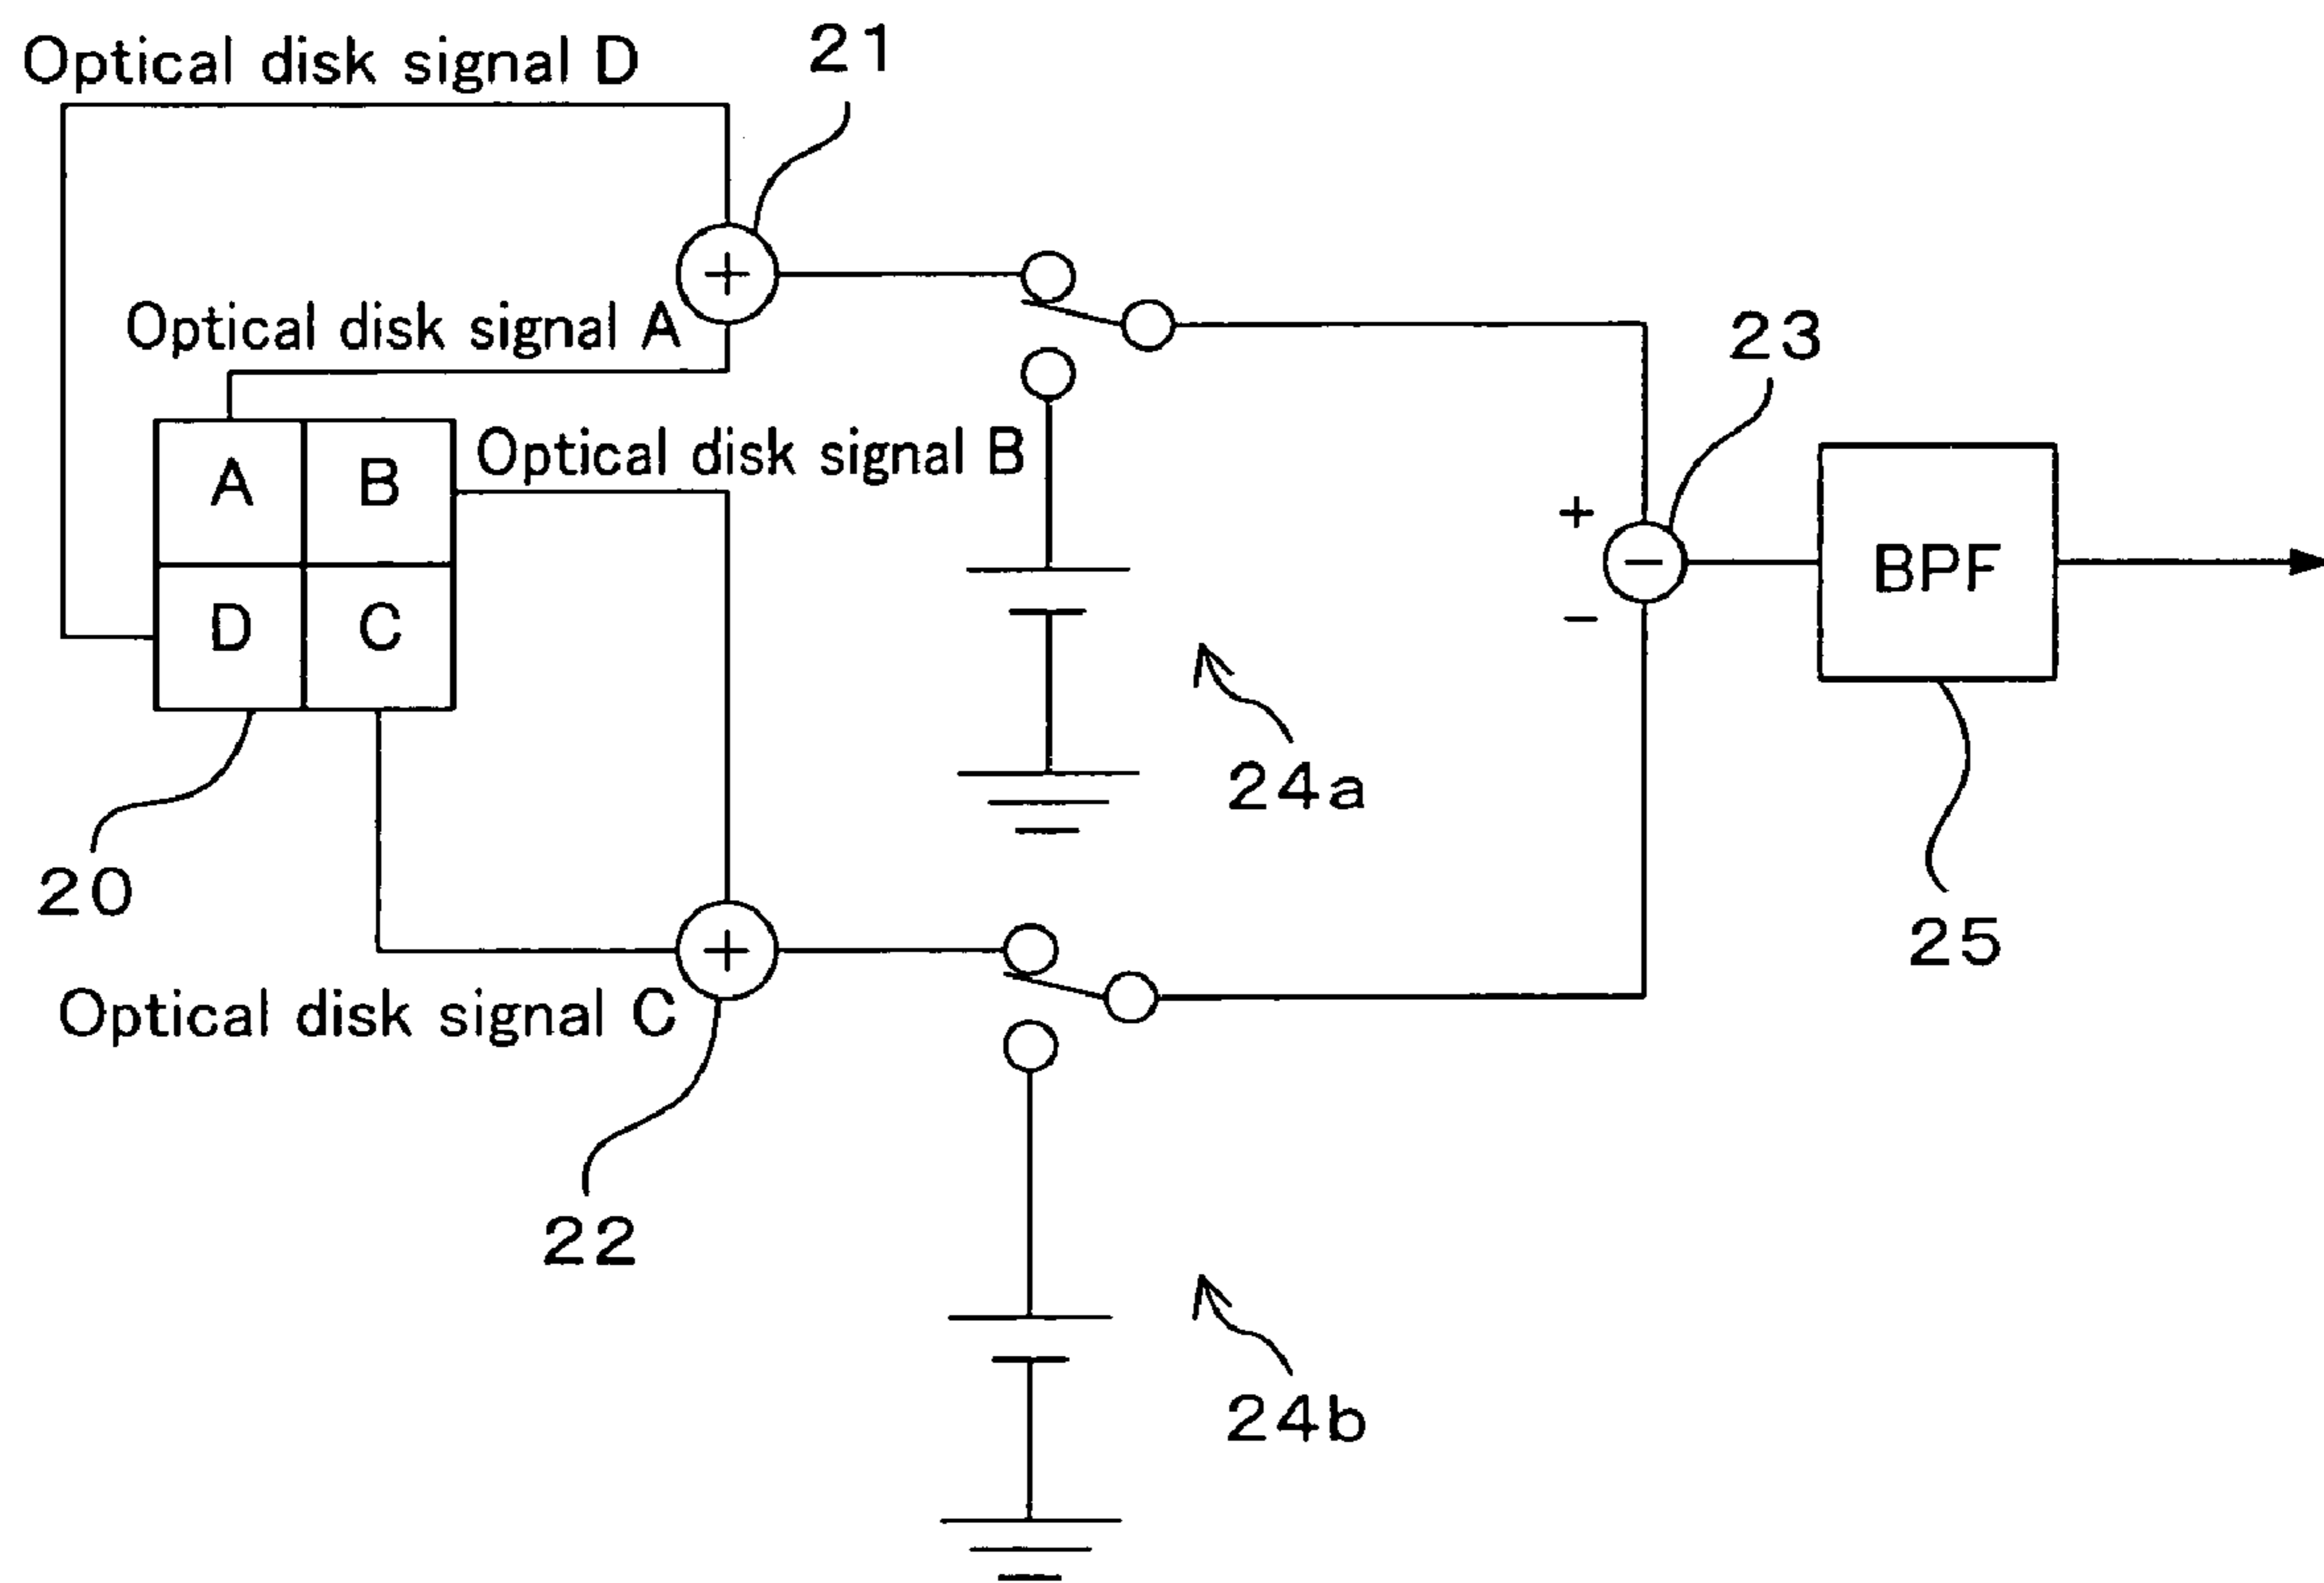 Optical disk signal D
21
Optical disk signal A
23
Optical disk signal B
A
B
+
-
BPF
D
C
24a
20
25
Optical disk signal C
22
24b